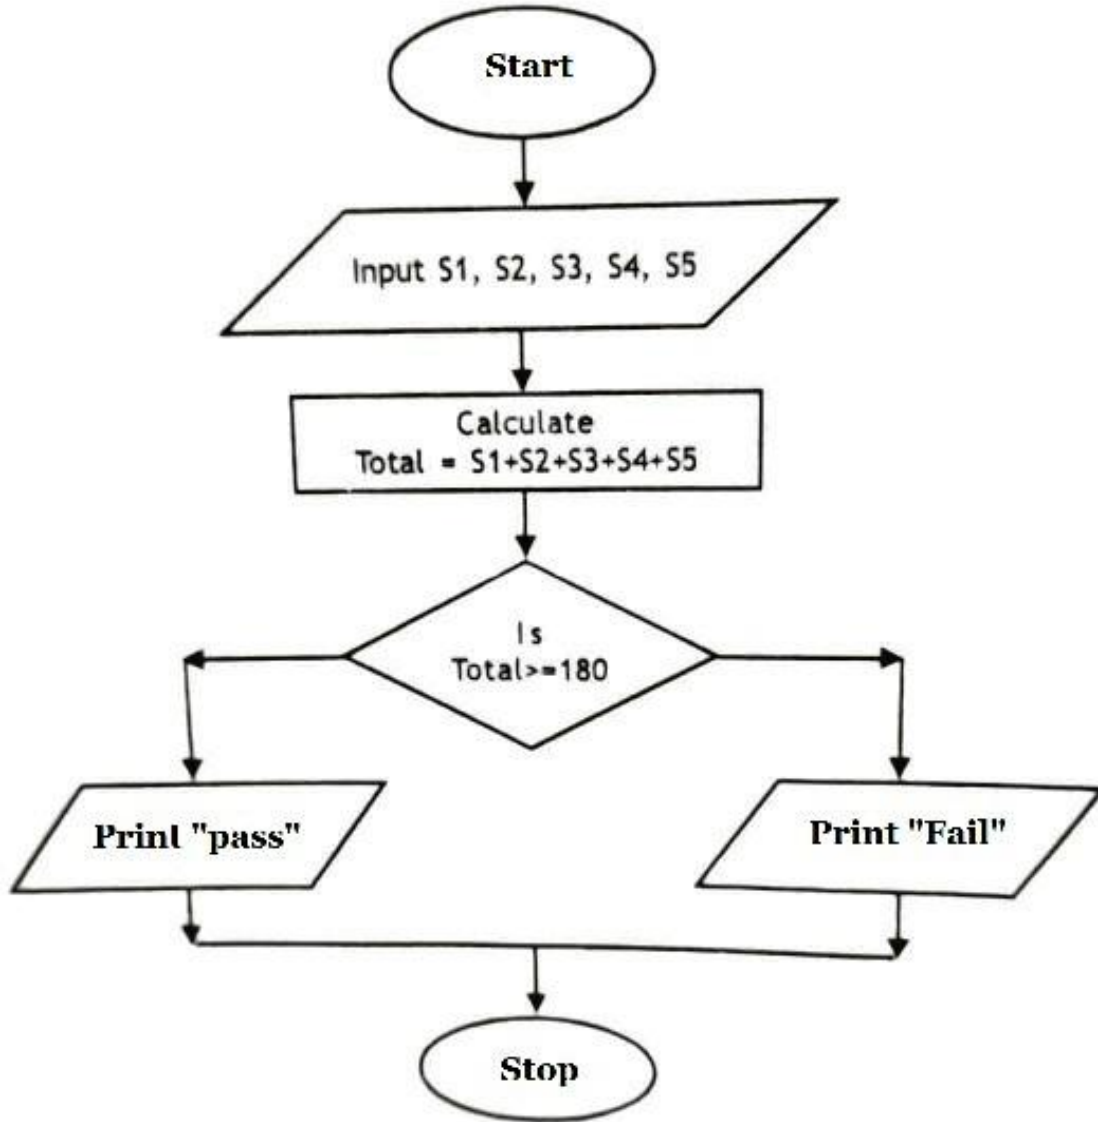 Start
Input S1, S2, S3, S4, S5
Calculate
Total = S1+S2+S3+S4+S5
Is
Total>=180
Print "pass"
Print "Fail"
Stop